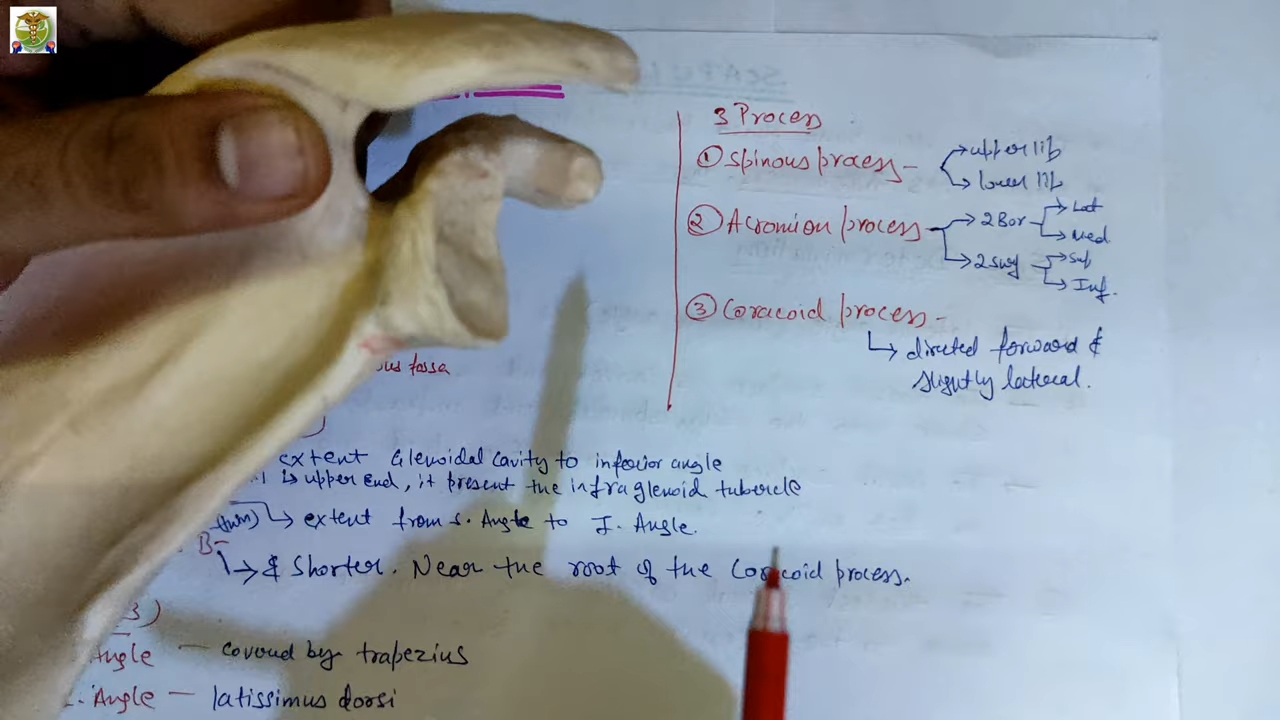 3 Process
① Spinous process -
upper lip
lower lip
② Acromion process
2 Bor
Lat
Med
2 surf
Sup
Inf.
③ Coracoid process -
directed forward &
slightly lateral.
fossa
extent Glenoidal cavity to inferior angle
upper end, it present the infraglenoid tubercle
extent from s. Angle to I. Angle.
B-
& Shorter. Near the root of the Coracoid process.
3)
Angle — covered by trapezius
Angle — latissimus dorsi